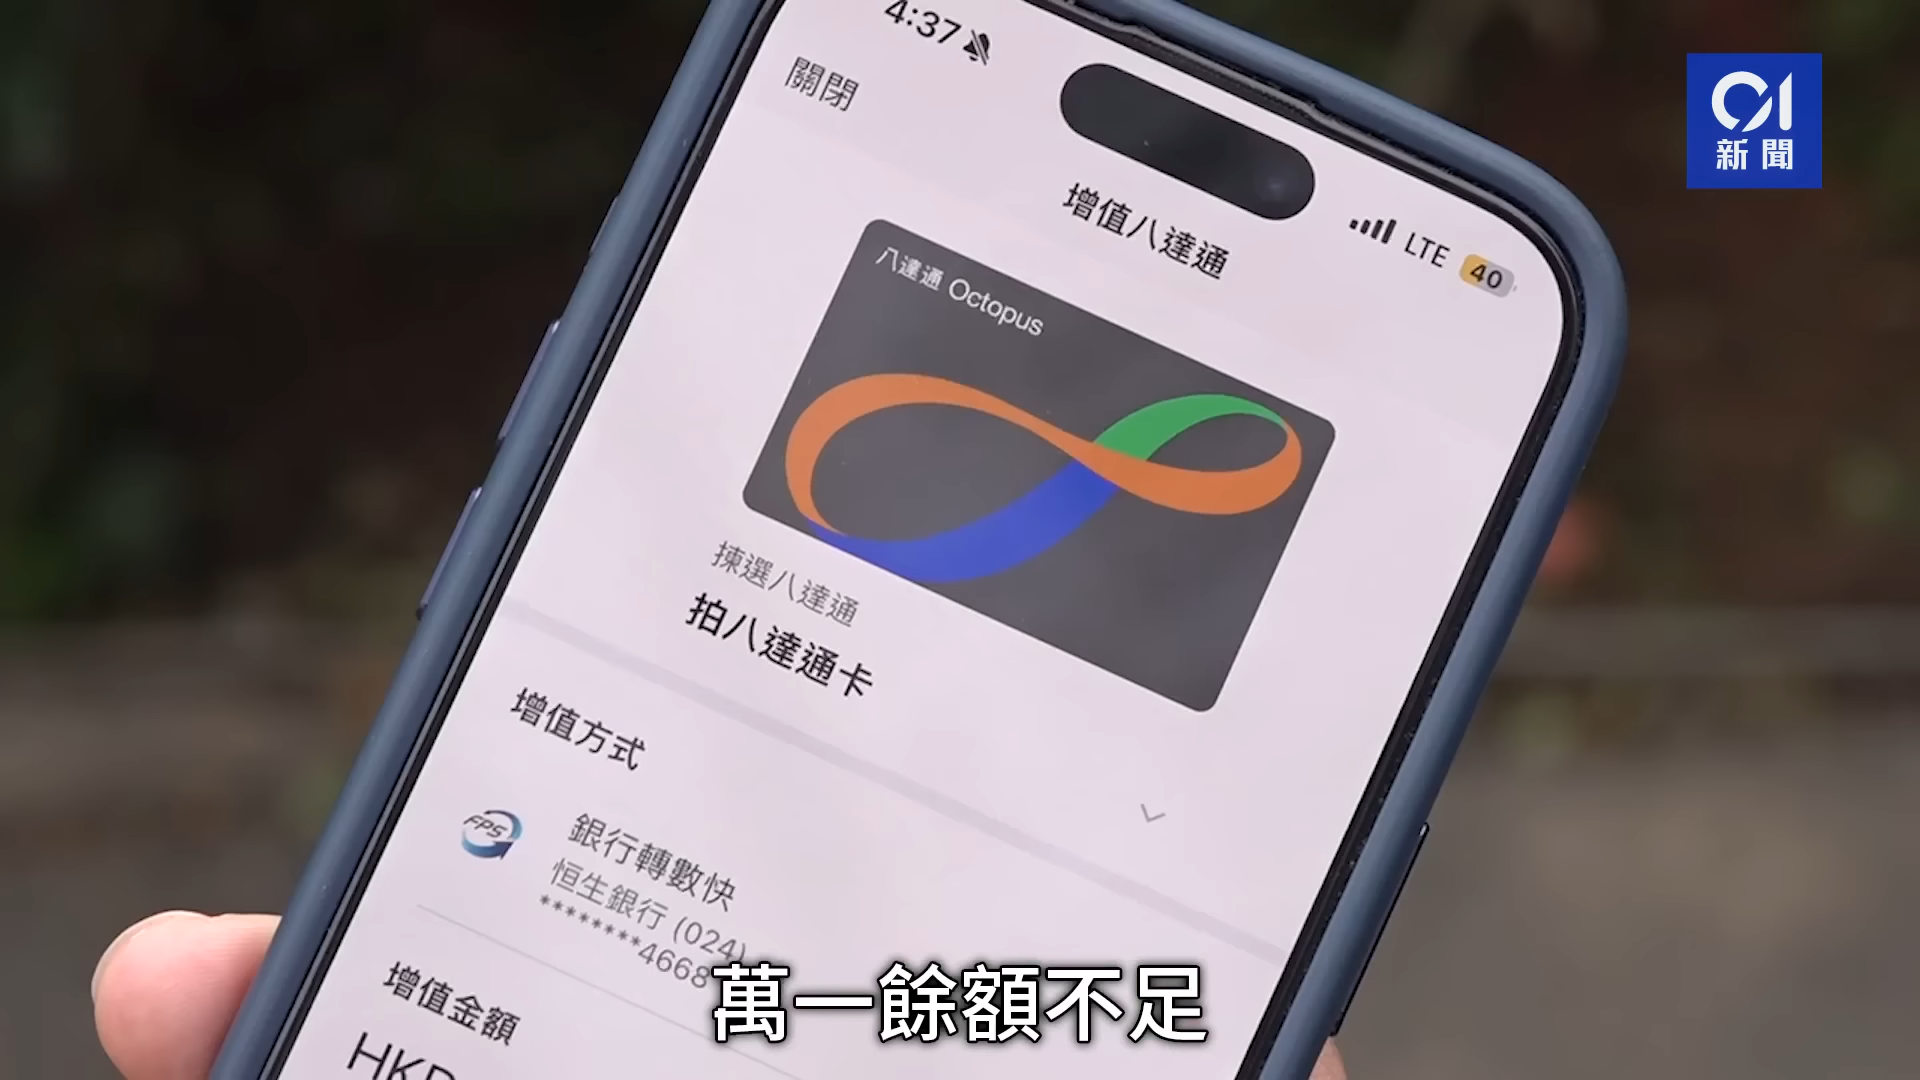 4:37
關閉
LTE 40
增值八達通
八達通 Octopus
揀選八達通
拍八達通卡
增值方式
FPS
銀行轉數快
恒生銀行 (024)
********4668
增值金額
HKD
萬一餘額不足
01
新聞